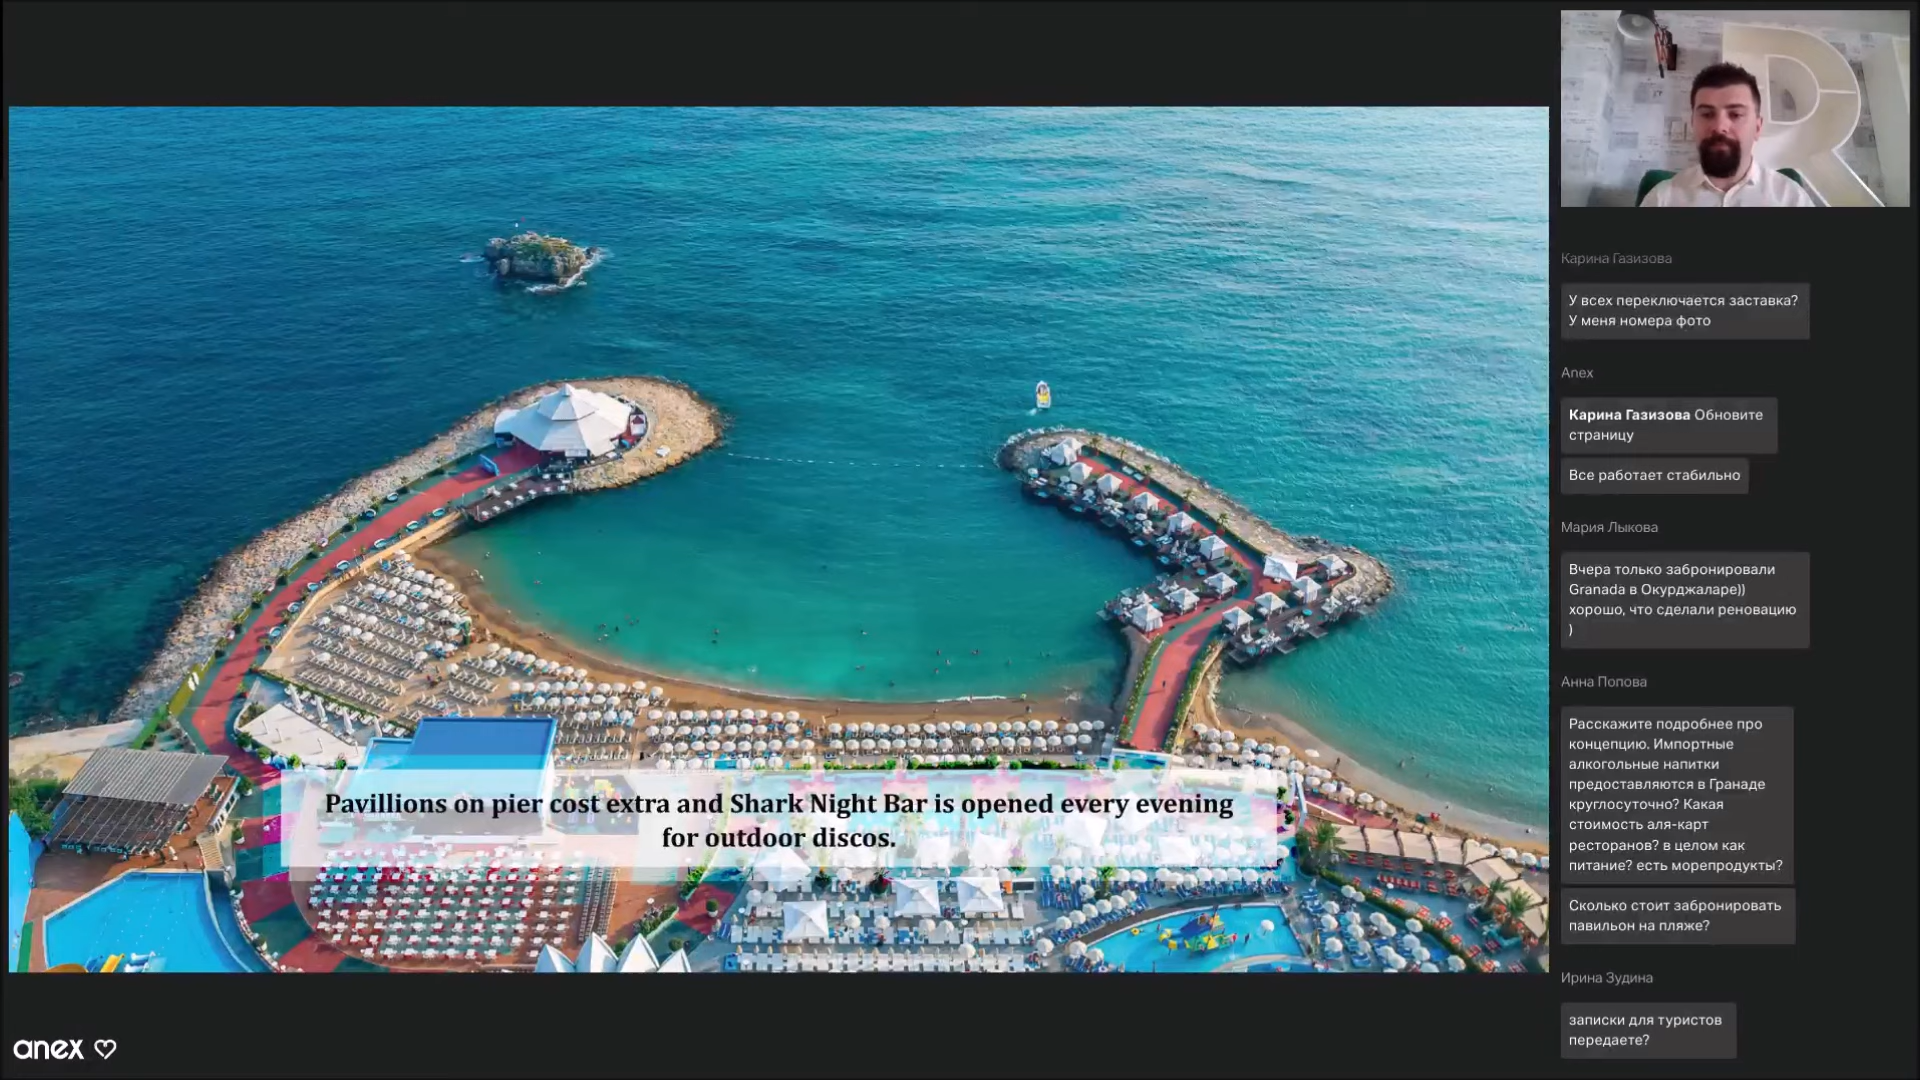 Pavillions on pier cost extra and Shark Night Bar is opened every evening
for outdoor discos.
anex
Карина Газизова
У всех переключается заставка?
У меня номера фото
Anex
Карина Газизова Обновите
страницу
Все работает стабильно
Мария Лыкова
Вчера только забронировали
Granada в Окурджаларе))
хорошо, что сделали реновацию
)
Анна Попова
Расскажите подробнее про
концепцию. Импортные
алкогольные напитки
предоставляются в Гранаде
круглосуточно? Какая
стоимость аля-карт
ресторанов? в целом как
питание? есть морепродукты?
Сколько стоит забронировать
павильон на пляже?
Ирина Зудина
записки для туристов
передаете?